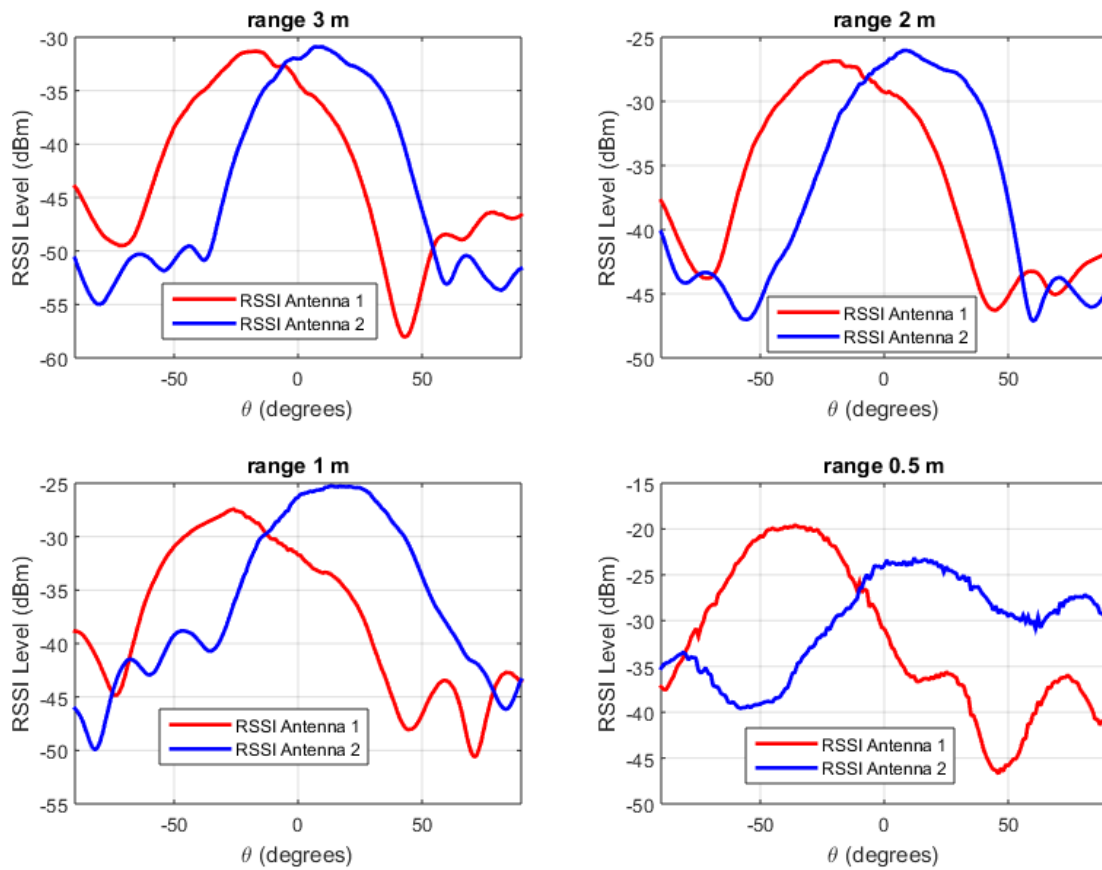 range 3 m
-30
-35
-40
-45
-50
-55
-60
RSSI Level (dBm)
RSSI Antenna 1
RSSI Antenna 2
-50
0
50
θ (degrees)
range 2 m
-25
-30
-35
-40
-45
-50
RSSI Level (dBm)
RSSI Antenna 1
RSSI Antenna 2
-50
0
50
θ (degrees)
range 1 m
-25
-30
-35
-40
-45
-50
-55
RSSI Level (dBm)
RSSI Antenna 1
RSSI Antenna 2
-50
0
50
θ (degrees)
range 0.5 m
-15
-20
-25
-30
-35
-40
-45
-50
RSSI Level (dBm)
RSSI Antenna 1
RSSI Antenna 2
-50
0
50
θ (degrees)